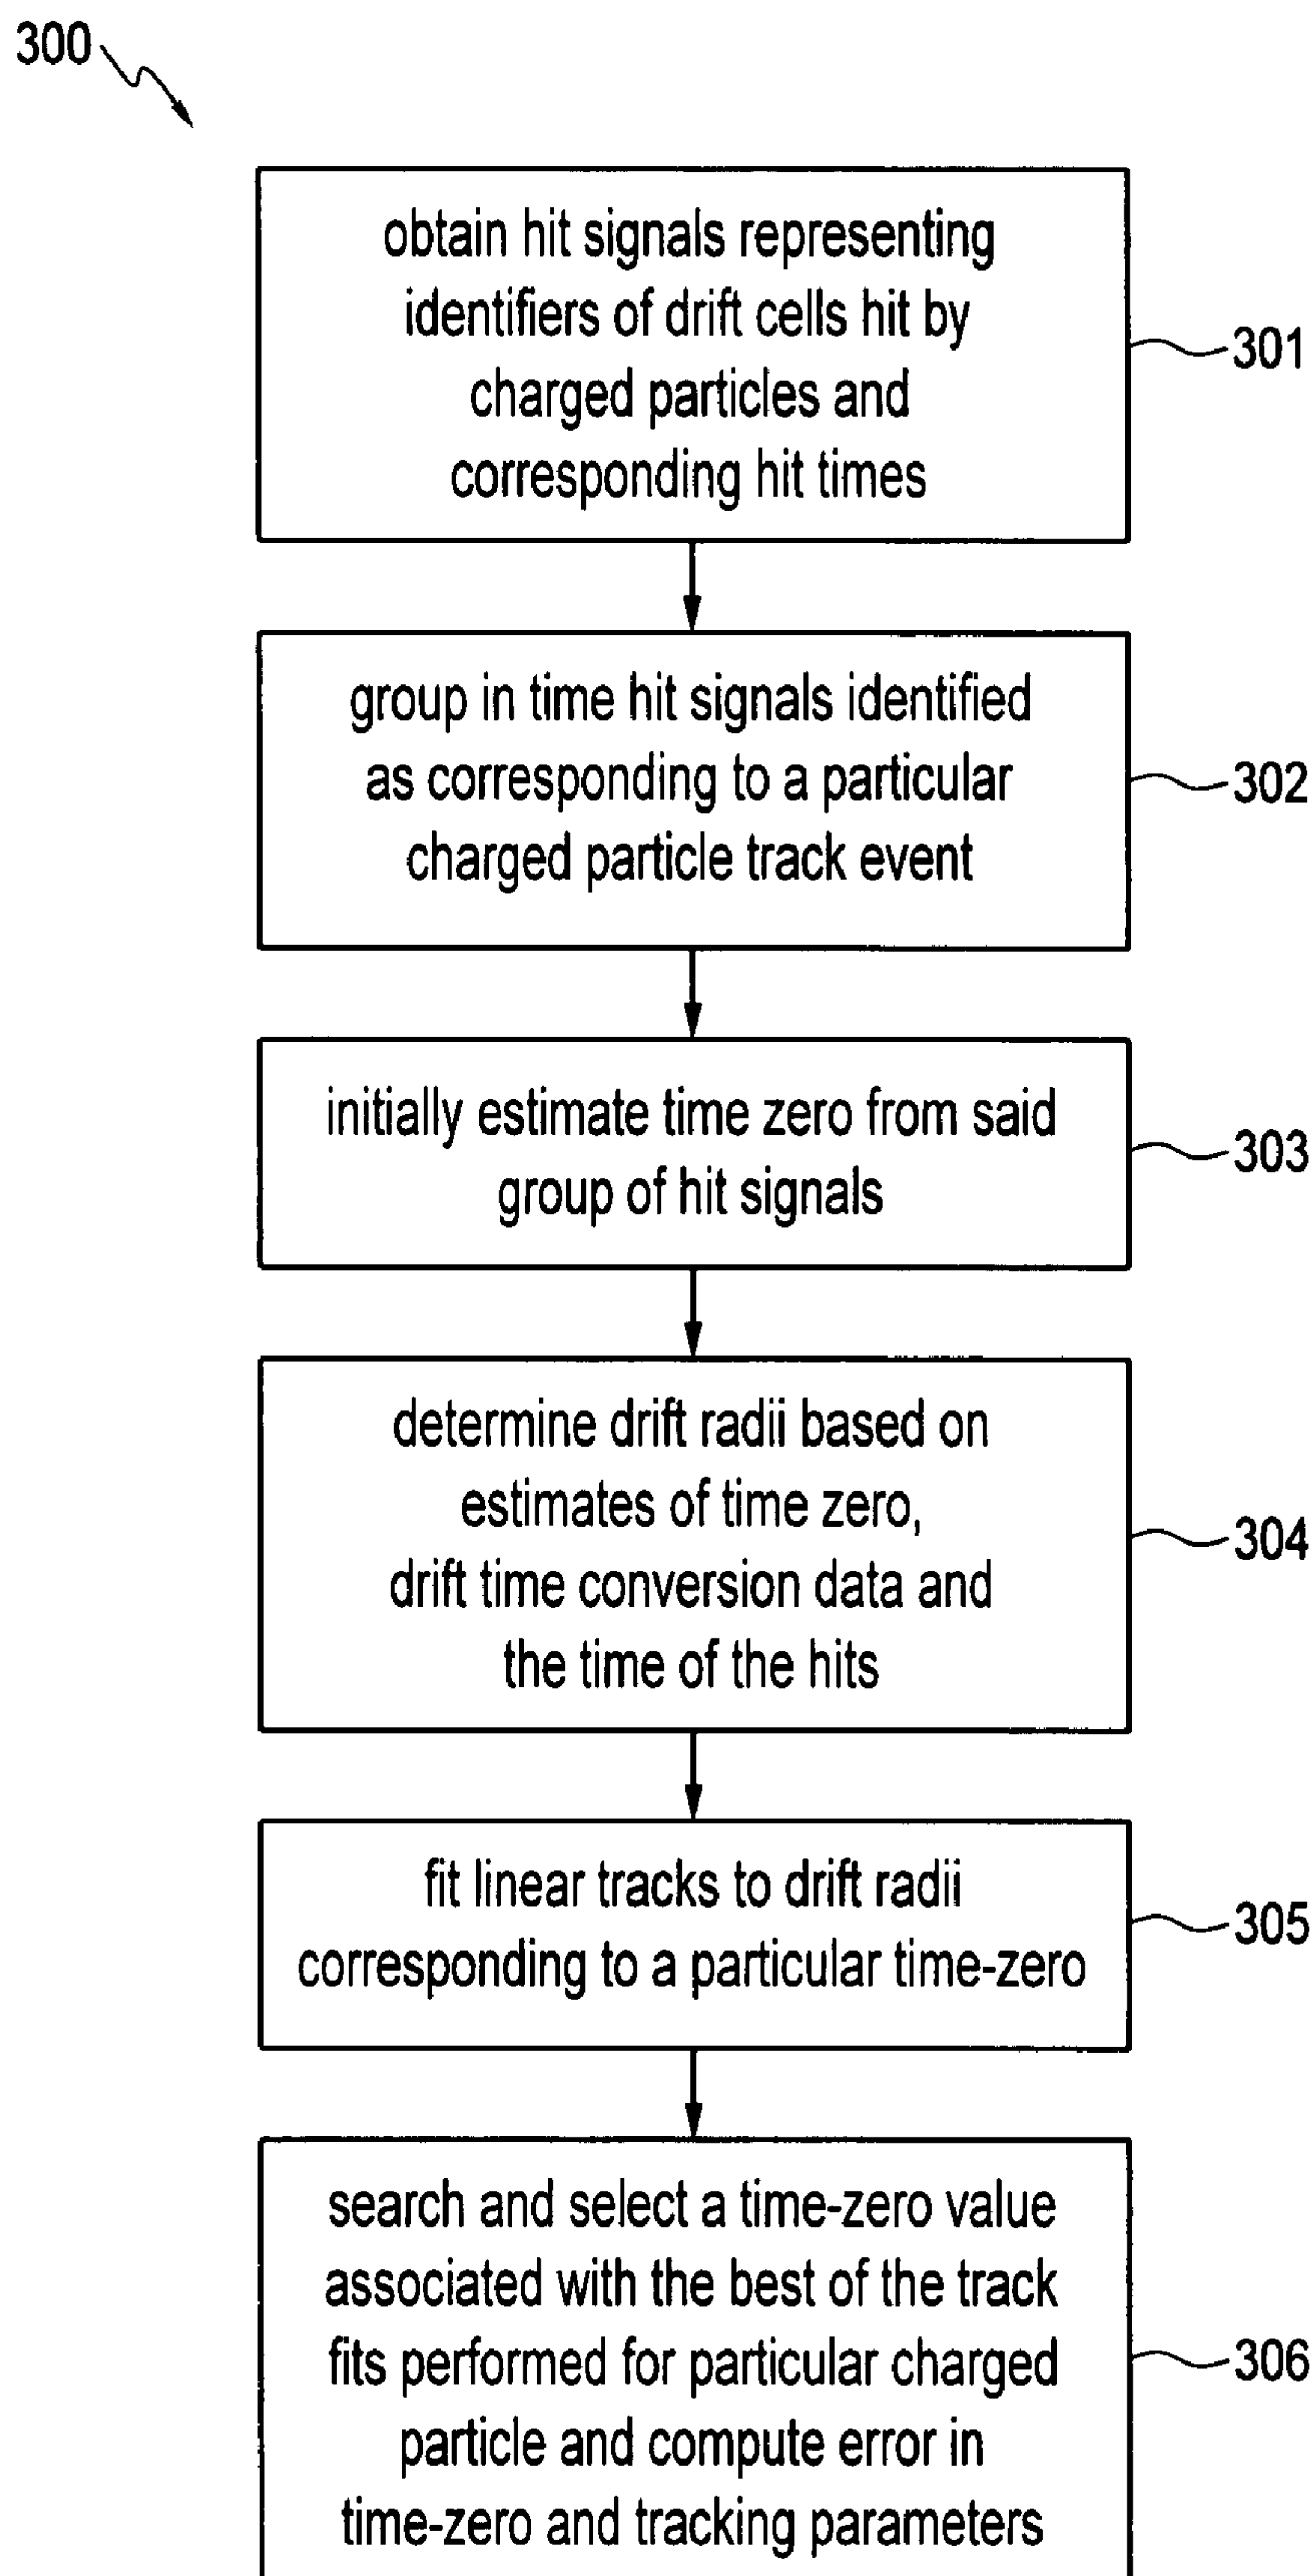 300
obtain hit signals representing
identifiers of drift cells hit by
charged particles and
corresponding hit times
301
group in time hit signals identified
as corresponding to a particular
charged particle track event
302
initially estimate time zero from said
group of hit signals
303
determine drift radii based on
estimates of time zero,
drift time conversion data and
the time of the hits
304
fit linear tracks to drift radii
corresponding to a particular time-zero
305
search and select a time-zero value
associated with the best of the track
fits performed for particular charged
particle and compute error in
time-zero and tracking parameters
306